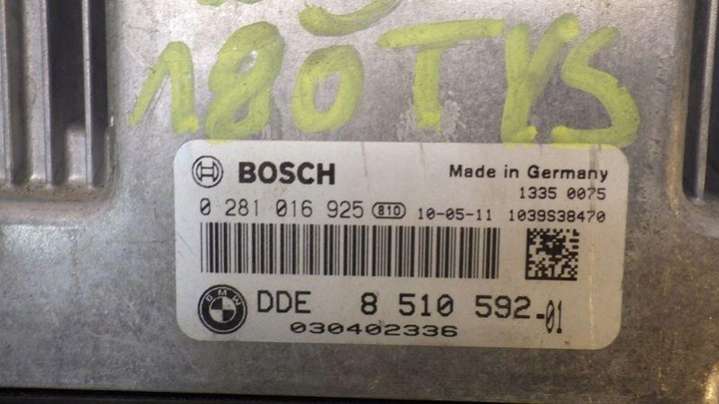 180 TYS
BOSCH
Made in Germany
1335 0075
0 281 016 925 810 10-05-11 1039S38470
BMW
DDE 8 510 592-01
030402336